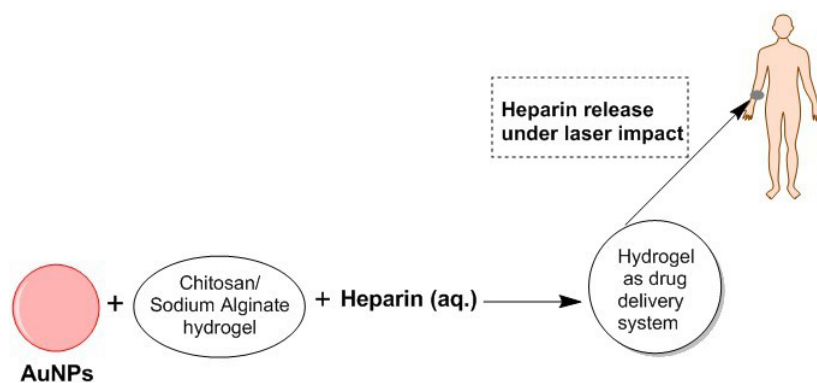 Heparin release
under laser impact
AuNPs
+
Chitosan/
Sodium Alginate
hydrogel
+
Heparin (aq.)
Hydrogel
as drug
delivery
system